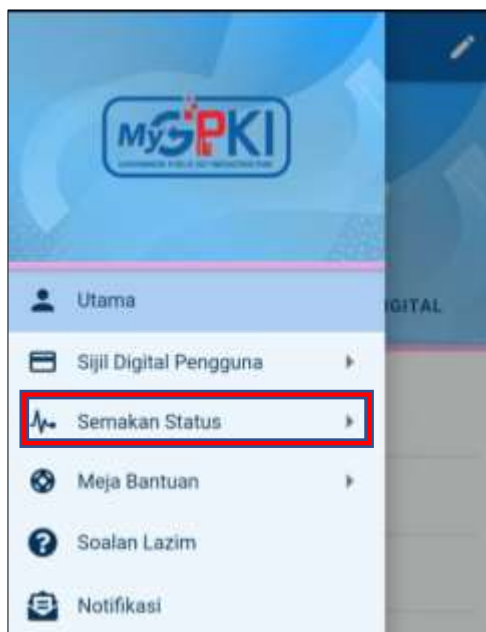 MyGPKI
Utama
IGITAL
Sijil Digital Pengguna
Semakan Status
Meja Bantuan
Soalan Lazim
Notifikasi